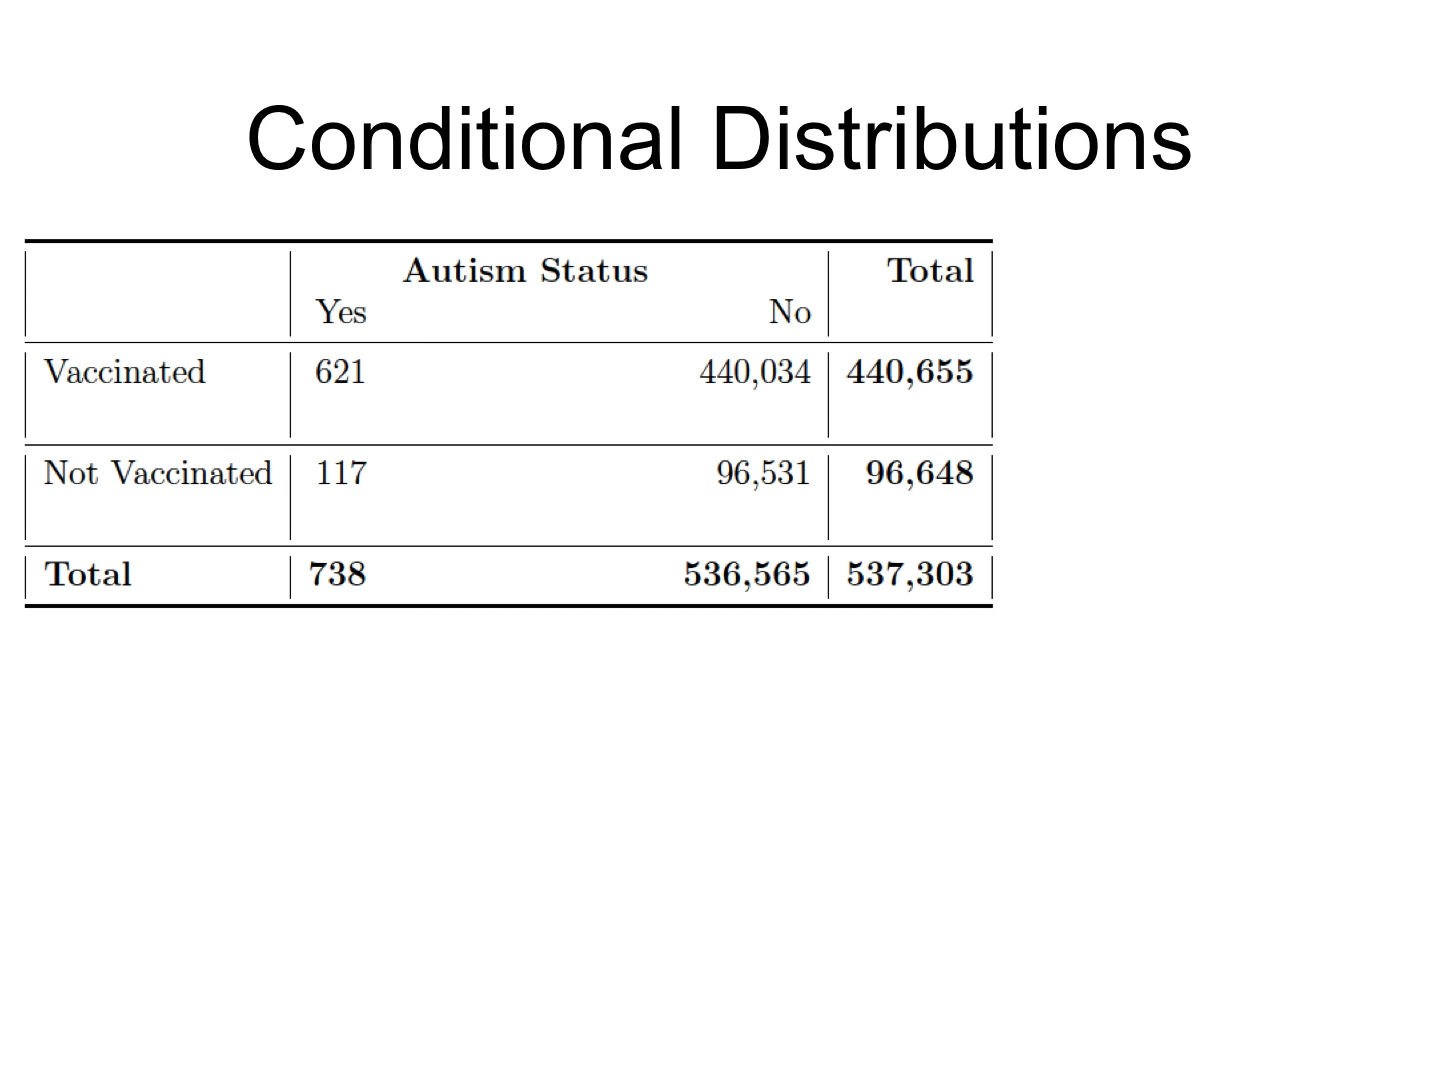 Conditional Distributions
Autism Status Total
Yes No
Vaccinated 621 440,034 440,655
Not Vaccinated 117 96,531 96,648
Total 738 536,565 537,303